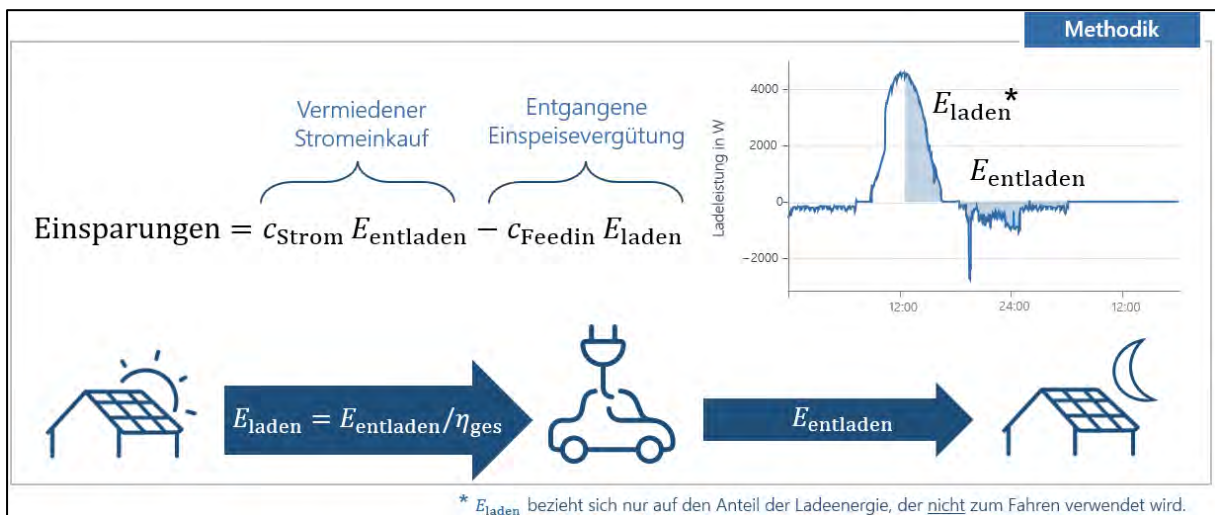 Methodik
Vermiedener
Stromeinkauf
Entgangene
Einspeisevergütung
Einsparungen = c_Strom E_entladen − c_Feedin E_laden
Ladeleistung in W
4000
2000
0
−2000
12:00
24:00
12:00
E_laden*
E_entladen
E_laden = E_entladen/η_ges
E_entladen
* E_laden bezieht sich nur auf den Anteil der Ladeenergie, der nicht zum Fahren verwendet wird.